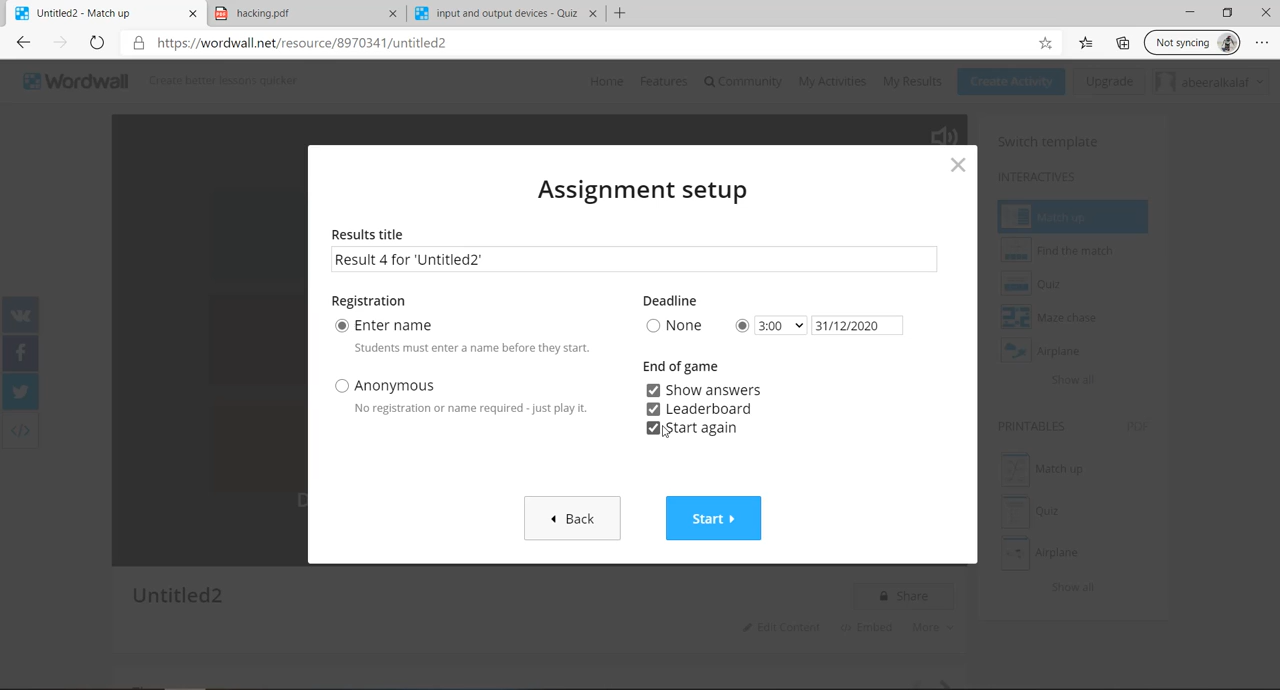 Untitled2 - Match up
hacking.pdf
input and output devices - Quiz
https://wordwall.net/resource/8970341/untitled2
Not syncing
Wordwall
Create better lessons quicker
Home
Features
Community
My Activities
My Results
Create Activity
Upgrade
abeeralkalaf
Switch template
INTERACTIVES
Match up
Find the match
Quiz
Maze chase
Airplane
Show all
PRINTABLES
PDF
Match up
Quiz
Airplane
Show all
Assignment setup
Results title
Result 4 for 'Untitled2'
Registration
Enter name
Students must enter a name before they start.
Anonymous
No registration or name required - just play it.
Deadline
None
3:00
31/12/2020
End of game
Show answers
Leaderboard
Start again
Back
Start
D
Untitled2
Share
Edit Content
Embed
More